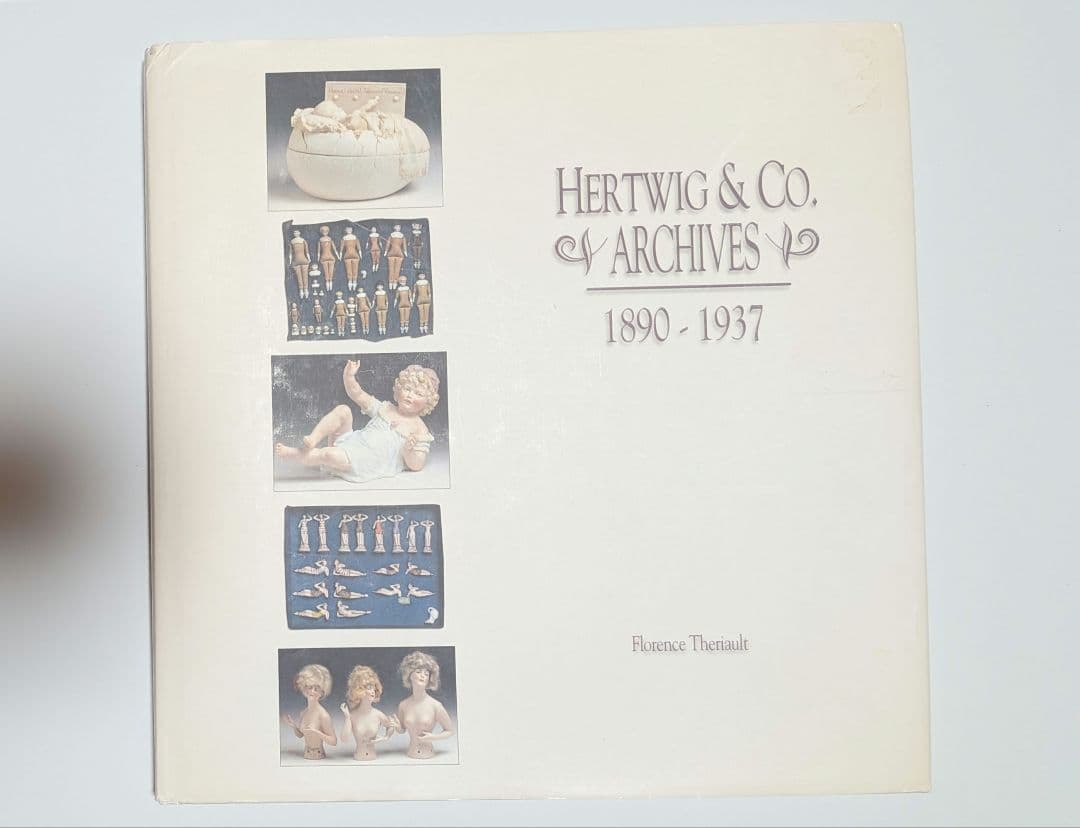 HERTWIG & CO.
ARCHIVES
1890 - 1937
Florence Theriault